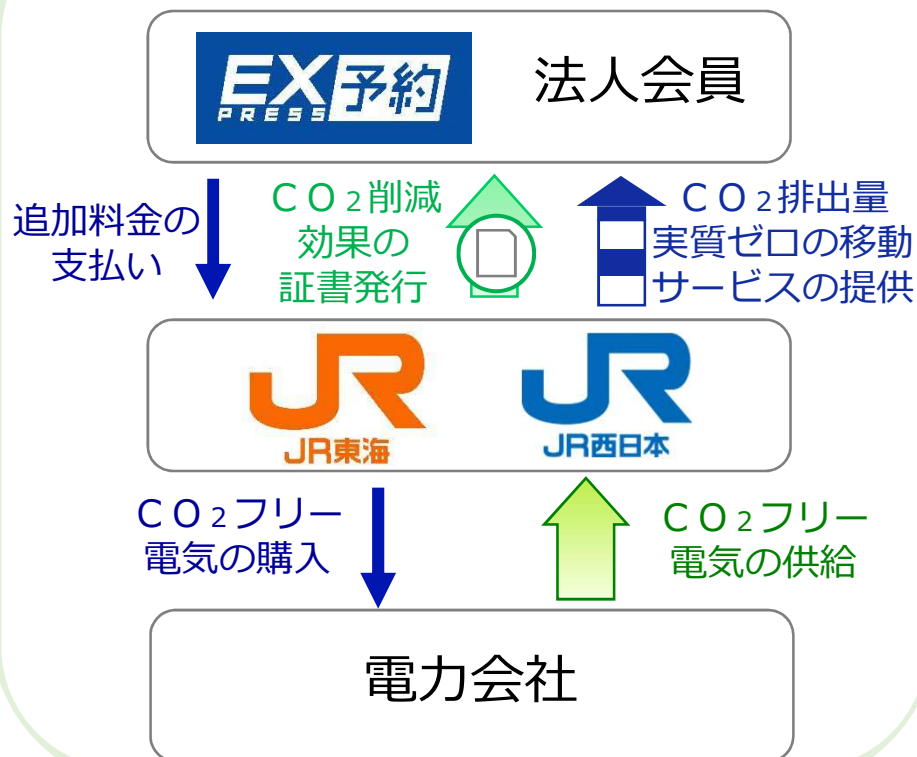 EX予約 法人会員
PRESS
追加料金の
支払い
ＣＯ２削減
効果の
証書発行
ＣＯ２排出量
実質ゼロの移動
サービスの提供
JR JR
JR東海 JR西日本
ＣＯ２フリー
電気の購入
ＣＯ２フリー
電気の供給
電力会社